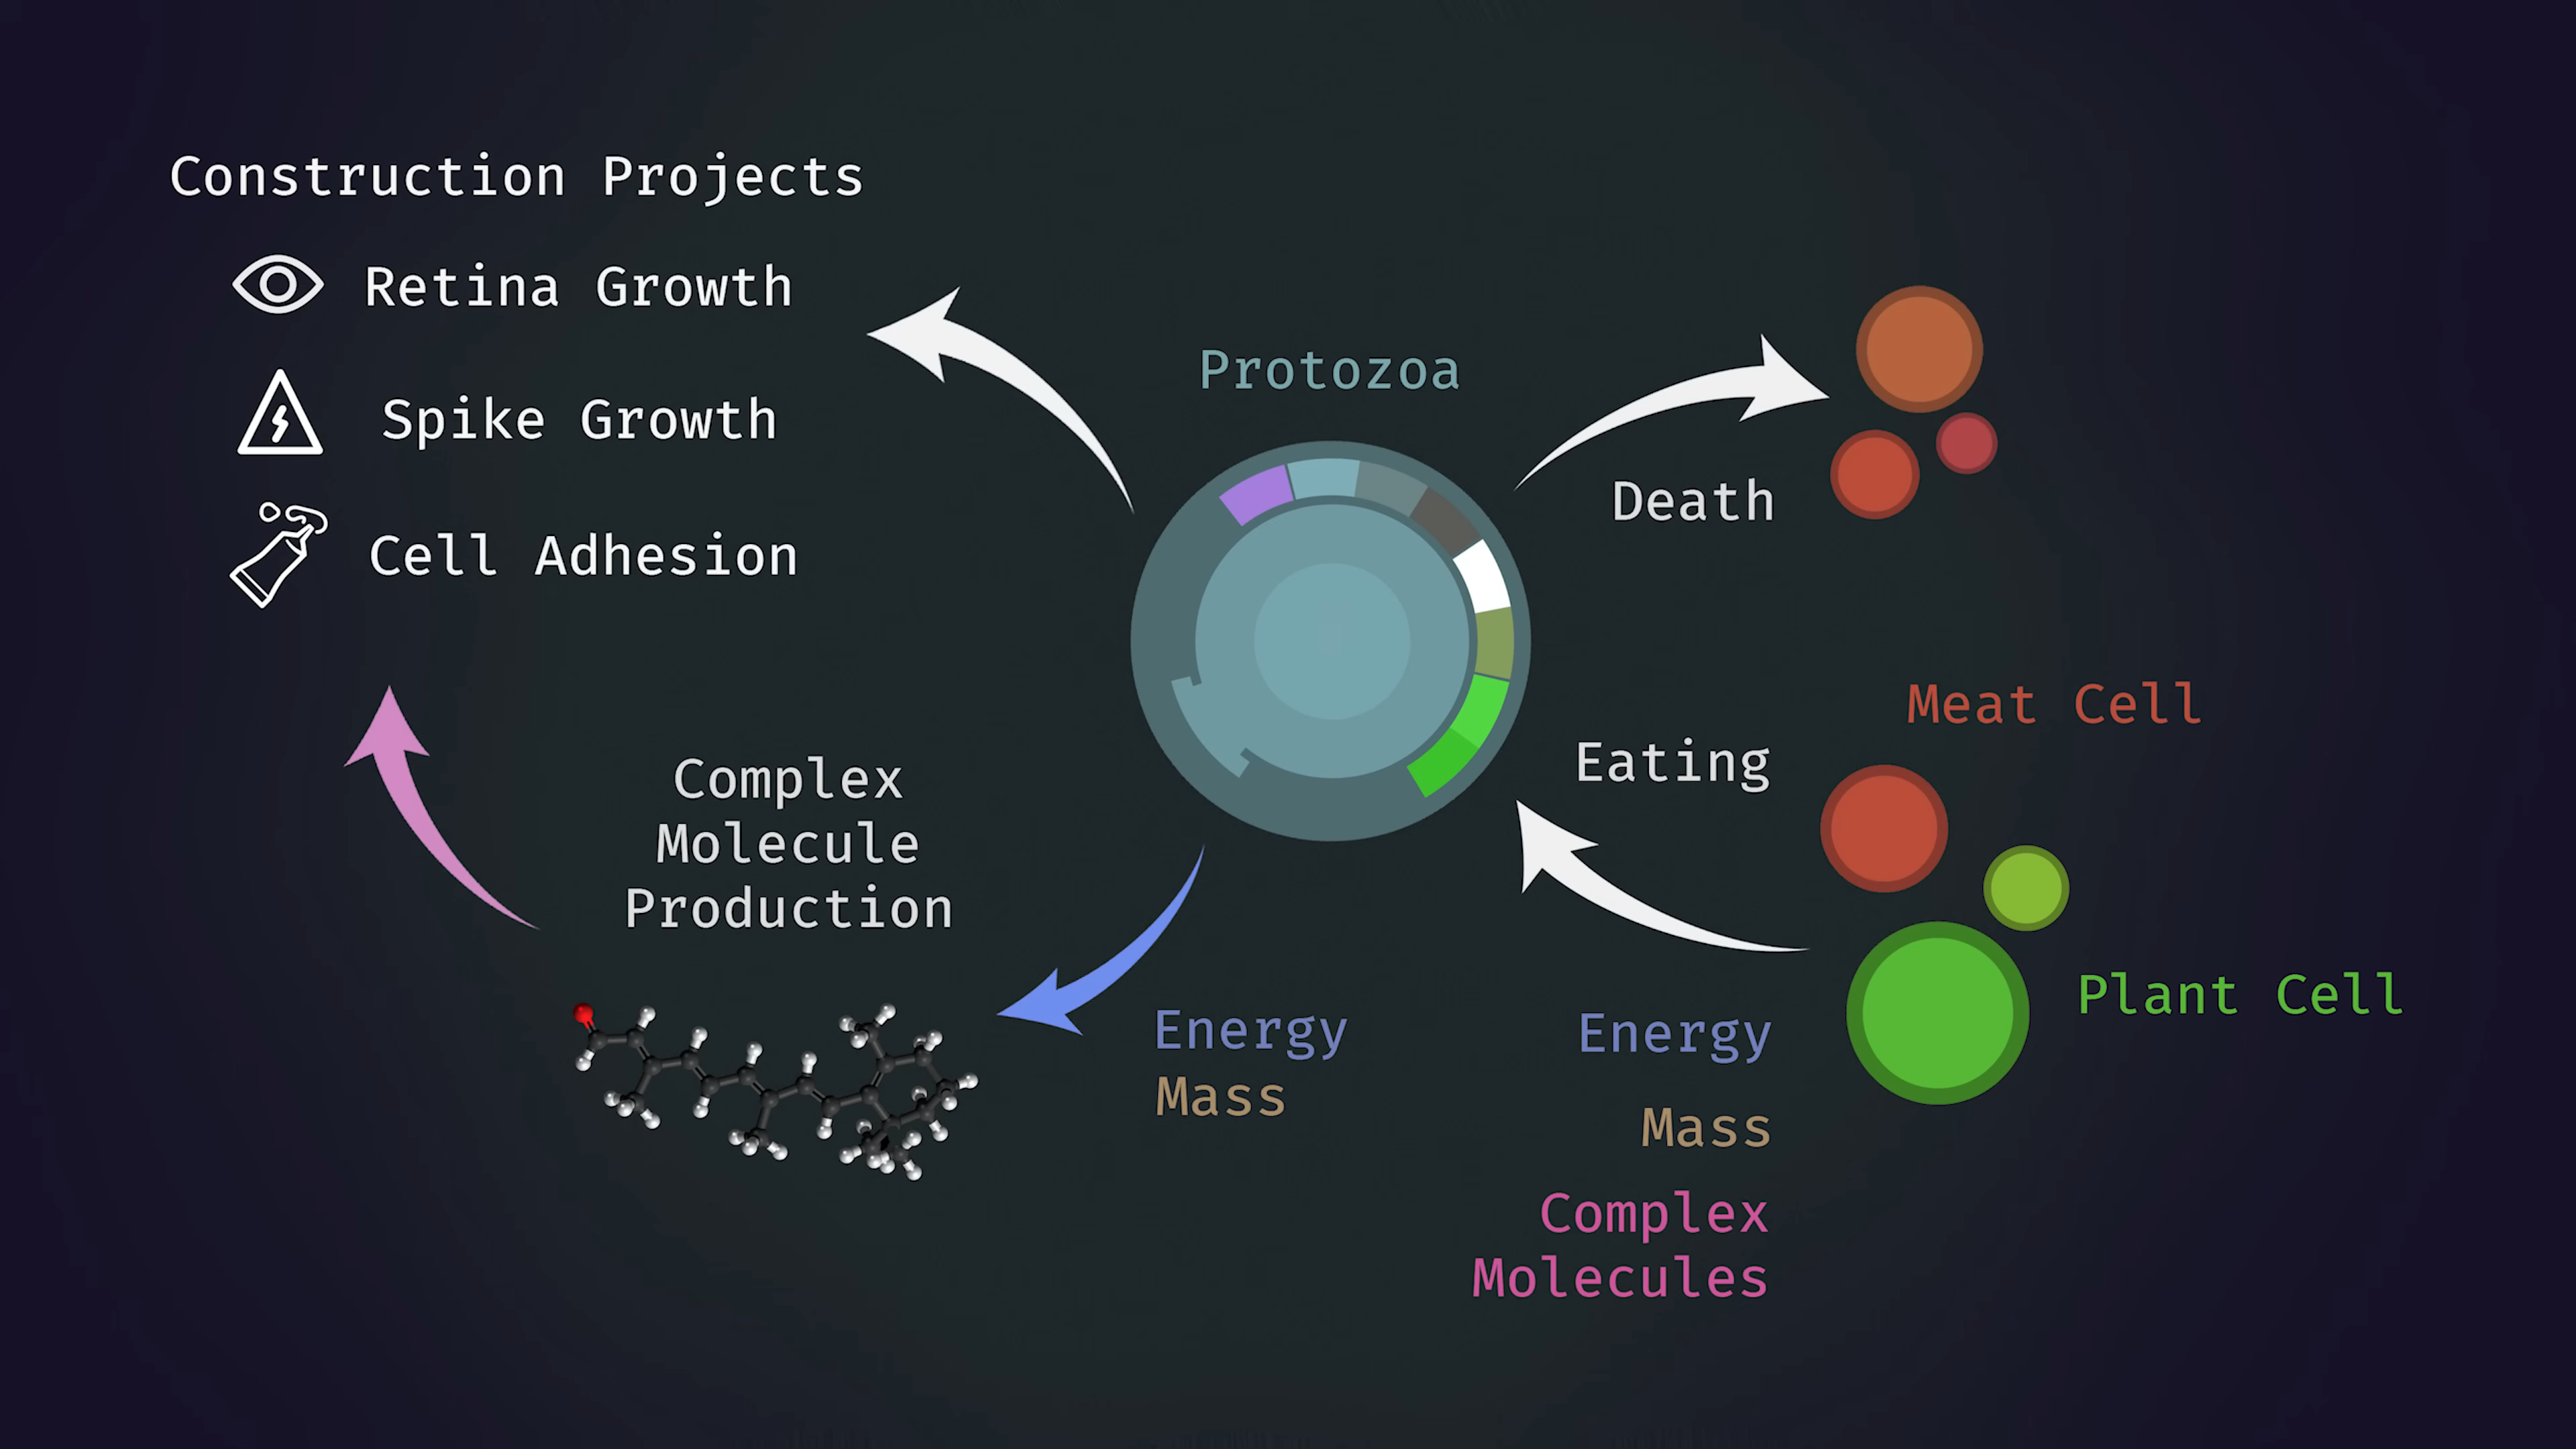 Construction Projects
Retina Growth
Spike Growth
Cell Adhesion
Protozoa
Death
Meat Cell
Eating
Plant Cell
Complex
Molecule
Production
Energy
Mass
Energy
Mass
Complex
Molecules